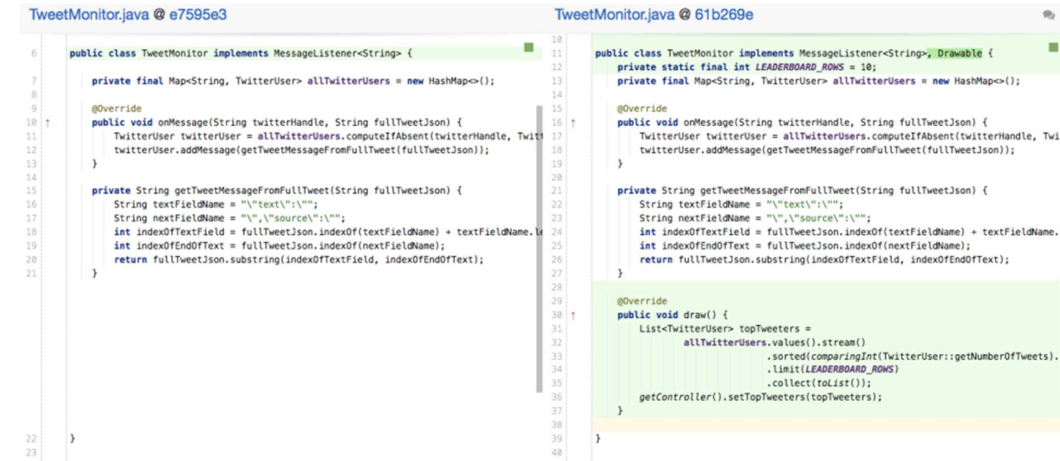 TweetMonitor.java @ e7595e3
6 public class TweetMonitor implements MessageListener<String> {
7 private final Map<String, TwitterUser> allTwitterUsers = new HashMap<>();
8
9 @Override
10 public void onMessage(String twitterHandle, String fullTweetJson) {
11 TwitterUser twitterUser = allTwitterUsers.computeIfAbsent(twitterHandle, Twitt
12 twitterUser.addMessage(getTweetMessageFromFullTweet(fullTweetJson));
13 }
14
15 private String getTweetMessageFromFullTweet(String fullTweetJson) {
16 String textFieldName = "\"text\":\"";
17 String nextFieldName = "\",\"source\":\"";
18 int indexOfTextField = fullTweetJson.indexOf(textFieldName) + textFieldName.le
19 int indexOfEndOfText = fullTweetJson.indexOf(nextFieldName);
20 return fullTweetJson.substring(indexOfTextField, indexOfEndOfText);
21 }
22 }
23
TweetMonitor.java @ 61b269e
10
11 public class TweetMonitor implements MessageListener<String>, Drawable {
12 private static final int LEADERBOARD_ROWS = 10;
13 private final Map<String, TwitterUser> allTwitterUsers = new HashMap<>();
14
15 @Override
16 public void onMessage(String twitterHandle, String fullTweetJson) {
17 TwitterUser twitterUser = allTwitterUsers.computeIfAbsent(twitterHandle, Twi
18 twitterUser.addMessage(getTweetMessageFromFullTweet(fullTweetJson));
19 }
20
21 private String getTweetMessageFromFullTweet(String fullTweetJson) {
22 String textFieldName = "\"text\":\"";
23 String nextFieldName = "\",\"source\":\"";
24 int indexOfTextField = fullTweetJson.indexOf(textFieldName) + textFieldName.
25 int indexOfEndOfText = fullTweetJson.indexOf(nextFieldName);
26 return fullTweetJson.substring(indexOfTextField, indexOfEndOfText);
27 }
28
29 @Override
30 public void draw() {
31 List<TwitterUser> topTweeters =
32 allTwitterUsers.values().stream()
33 .sorted(comparingInt(TwitterUser::getNumberOfTweets).
34 .limit(LEADERBOARD_ROWS)
35 .collect(toList());
36 getController().setTopTweeters(topTweeters);
37 }
38
39 }
40